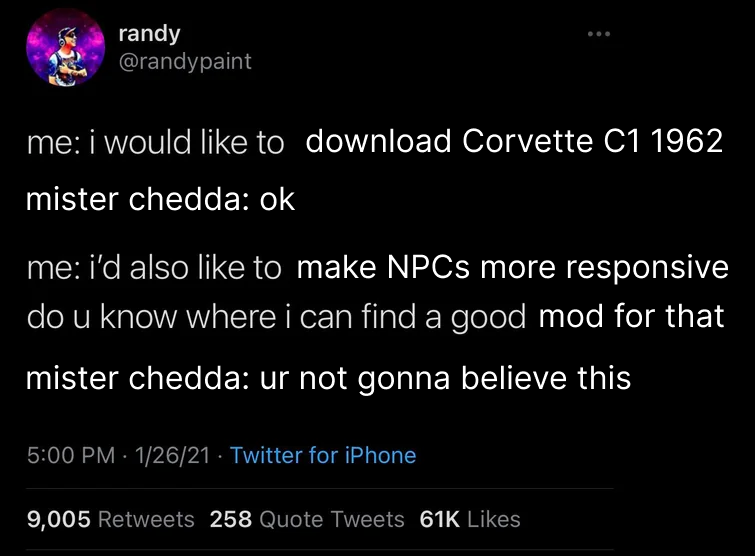 randy
@randypaint
me: i would like to download Corvette C1 1962
mister chedda: ok
me: i’d also like to make NPCs more responsive
do u know where i can find a good mod for that
mister chedda: ur not gonna believe this
5:00 PM · 1/26/21 · Twitter for iPhone
9,005 Retweets 258 Quote Tweets 61K Likes